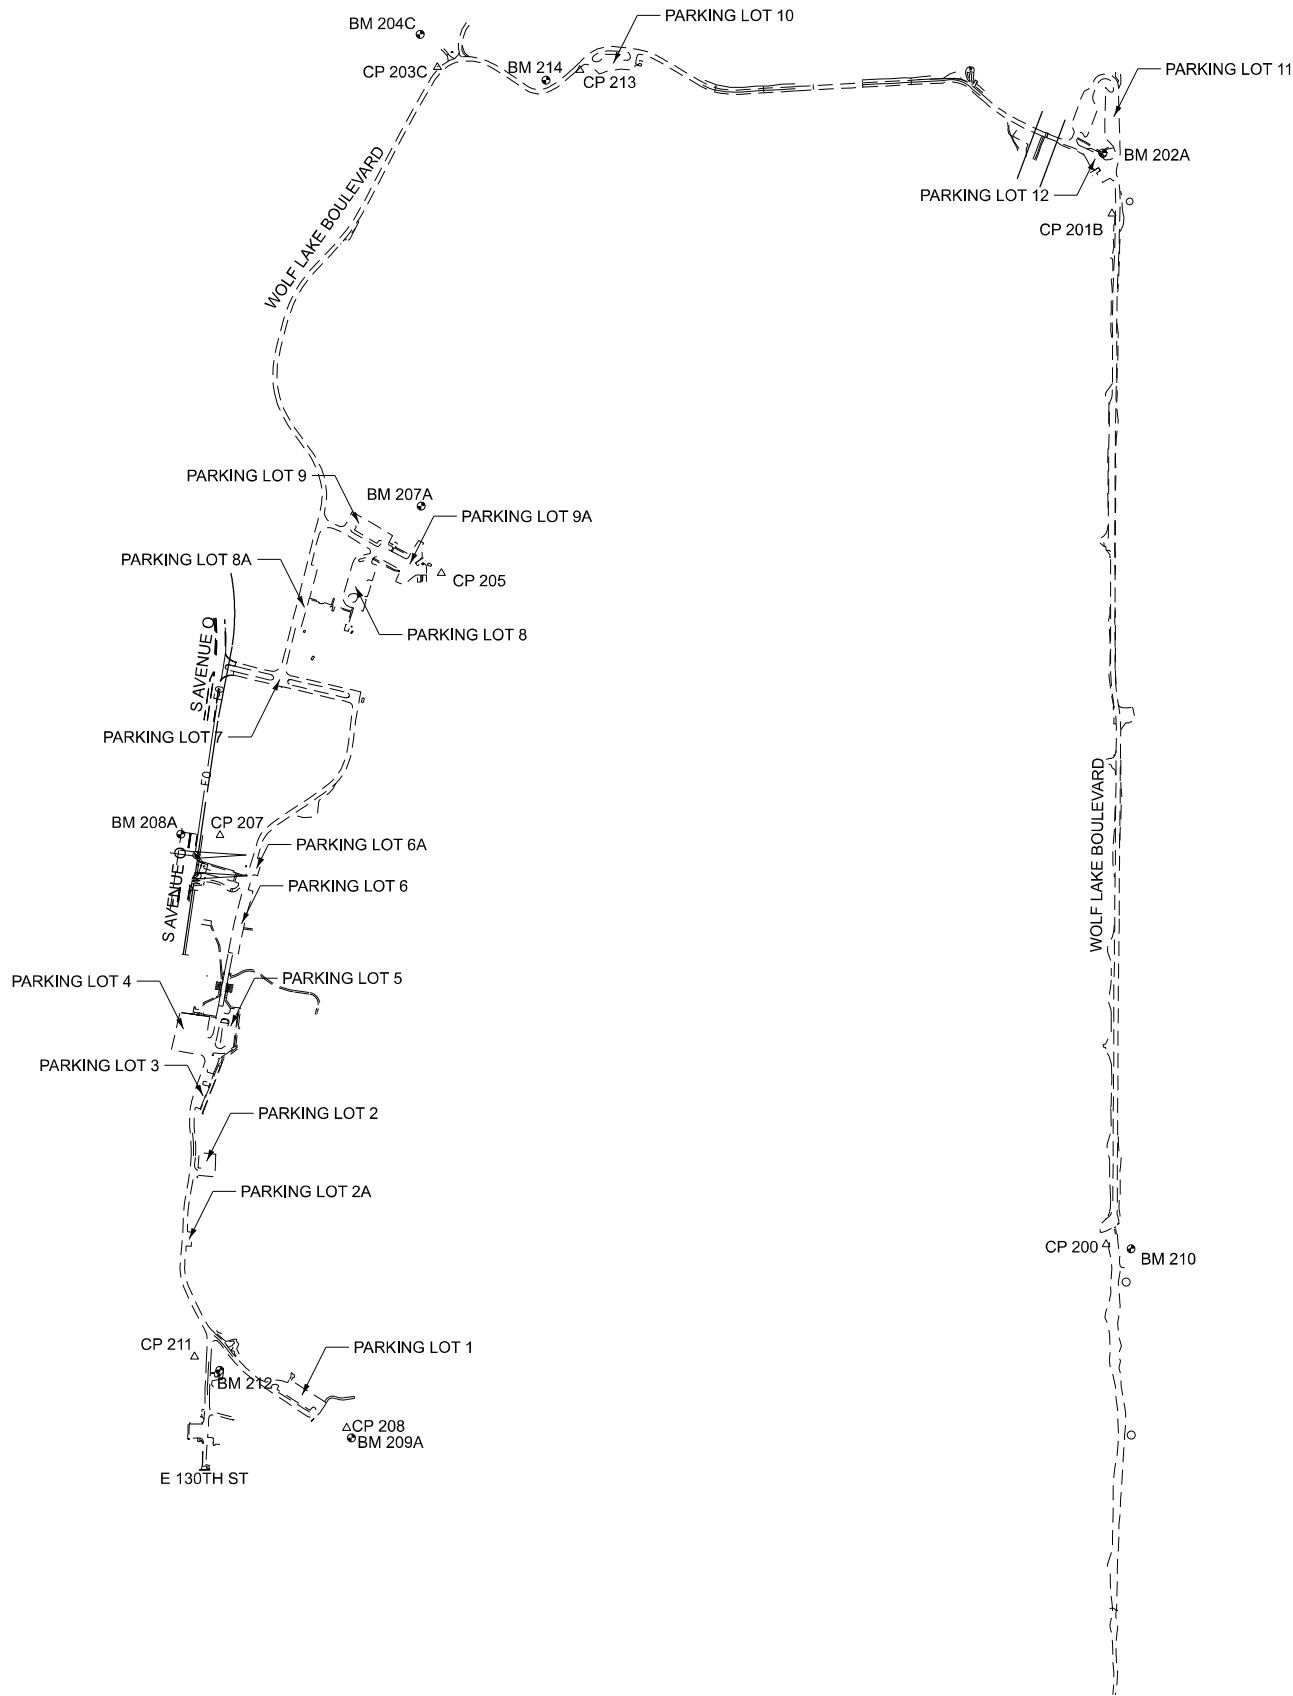 PARKING LOT 10
BM 204C
CP 203C
BM 214
CP 213
PARKING LOT 11
BM 202A
PARKING LOT 12
CP 201B
WOLF LAKE BOULEVARD
PARKING LOT 9
BM 207A
PARKING LOT 9A
PARKING LOT 8A
CP 205
PARKING LOT 8
S AVENUE O
PARKING LOT 7
WOLF LAKE BOULEVARD
BM 208A
CP 207
PARKING LOT 6A
PARKING LOT 6
S AVENUE O
PARKING LOT 4
PARKING LOT 5
PARKING LOT 3
PARKING LOT 2
PARKING LOT 2A
CP 200
BM 210
CP 211
PARKING LOT 1
BM 212
CP 208
BM 209A
E 130TH ST